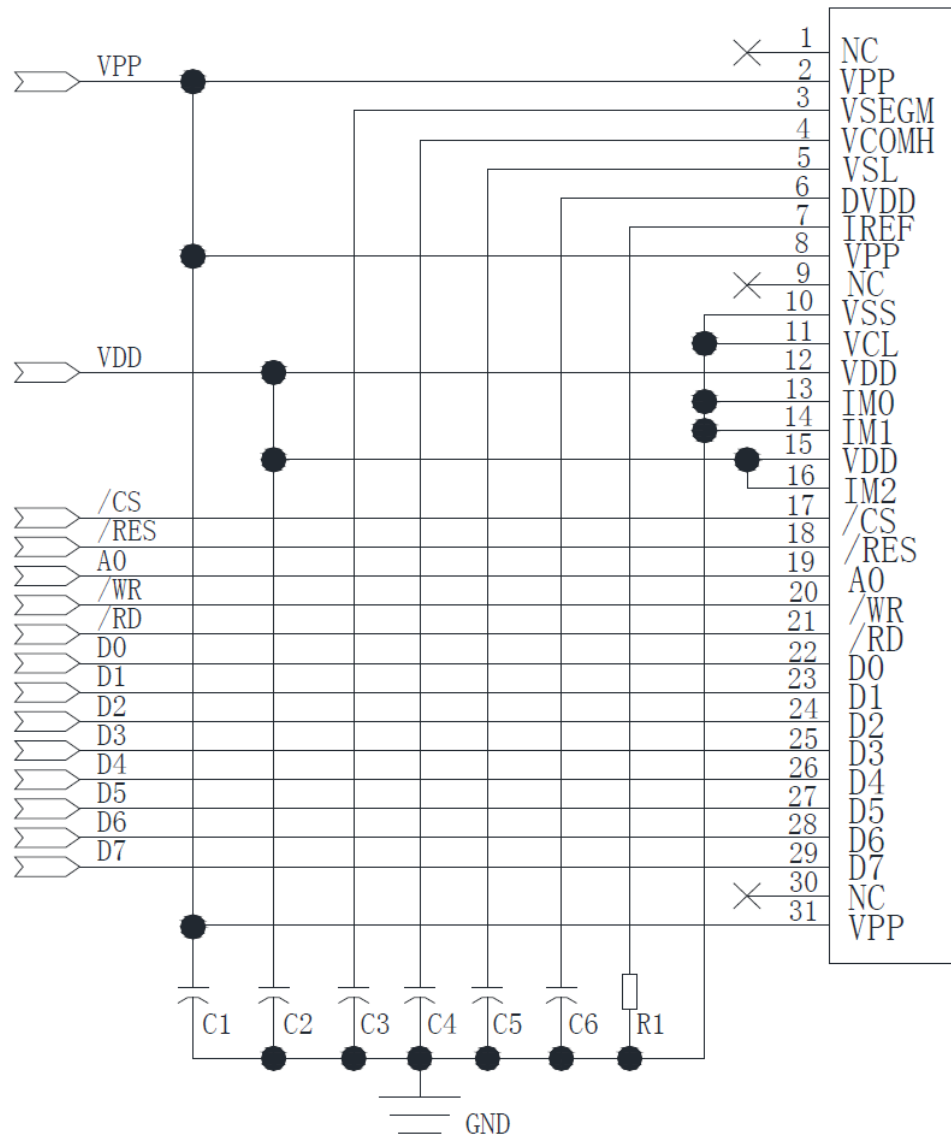 VPP
VDD
/CS
/RES
A0
/WR
/RD
D0
D1
D2
D3
D4
D5
D6
D7
1 NC
2 VPP
3 VSEGM
4 VCOMH
5 VSL
6 DVDD
7 IREF
8 VPP
9 NC
10 VSS
11 VCL
12 VDD
13 IM0
14 IM1
15 VDD
16 IM2
17 /CS
18 /RES
19 A0
20 /WR
21 /RD
22 D0
23 D1
24 D2
25 D3
26 D4
27 D5
28 D6
29 D7
30 NC
31 VPP
C1 C2 C3 C4 C5 C6 R1
GND